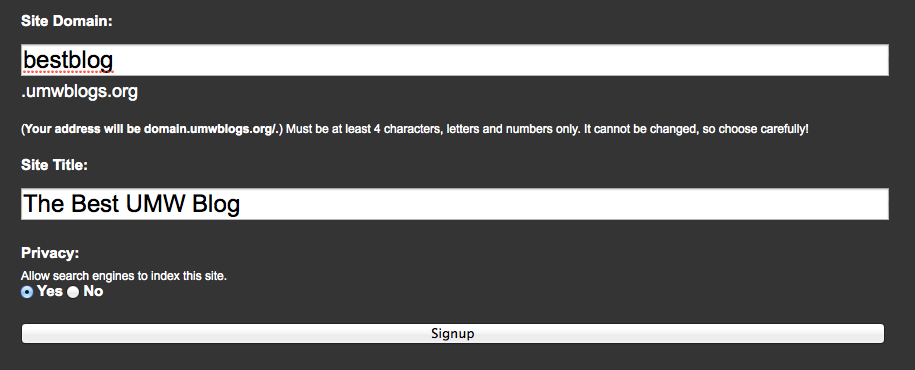 Site Domain:
bestblog
.umwblogs.org
(Your address will be domain.umwblogs.org/.) Must be at least 4 characters, letters and numbers only. It cannot be changed, so choose carefully!
Site Title:
The Best UMW Blog
Privacy:
Allow search engines to index this site.
Yes No
Signup